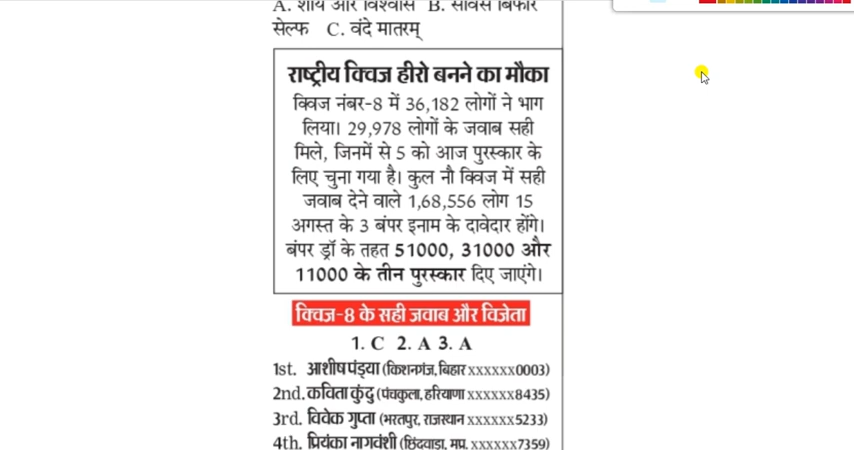 A. शौर्य और विश्वास B. सर्विस बिफोर
सेल्फ C. वंदे मातरम्
राष्ट्रीय क्विज हीरो बनने का मौका
क्विज नंबर-8 में 36,182 लोगों ने भाग
लिया। 29,978 लोगों के जवाब सही
मिले, जिनमें से 5 को आज पुरस्कार के
लिए चुना गया है। कुल नौ क्विज में सही
जवाब देने वाले 1,68,556 लोग 15
अगस्त के 3 बंपर इनाम के दावेदार होंगे।
बंपर ड्रॉ के तहत 51000, 31000 और
11000 के तीन पुरस्कार दिए जाएंगे।
क्विज-8 के सही जवाब और विजेता
1. C 2. A 3. A
1st. आशीष पंड्या (किशनगंज, बिहार xxxxxx0003)
2nd. कविता कुंदु (पंचकुला, हरियाणा xxxxxx8435)
3rd. विवेक गुप्ता (भरतपुर, राजस्थान xxxxxx5233)
4th. प्रियंका नागवंशी (छिंदवाड़ा, मप्र. xxxxxx7359)